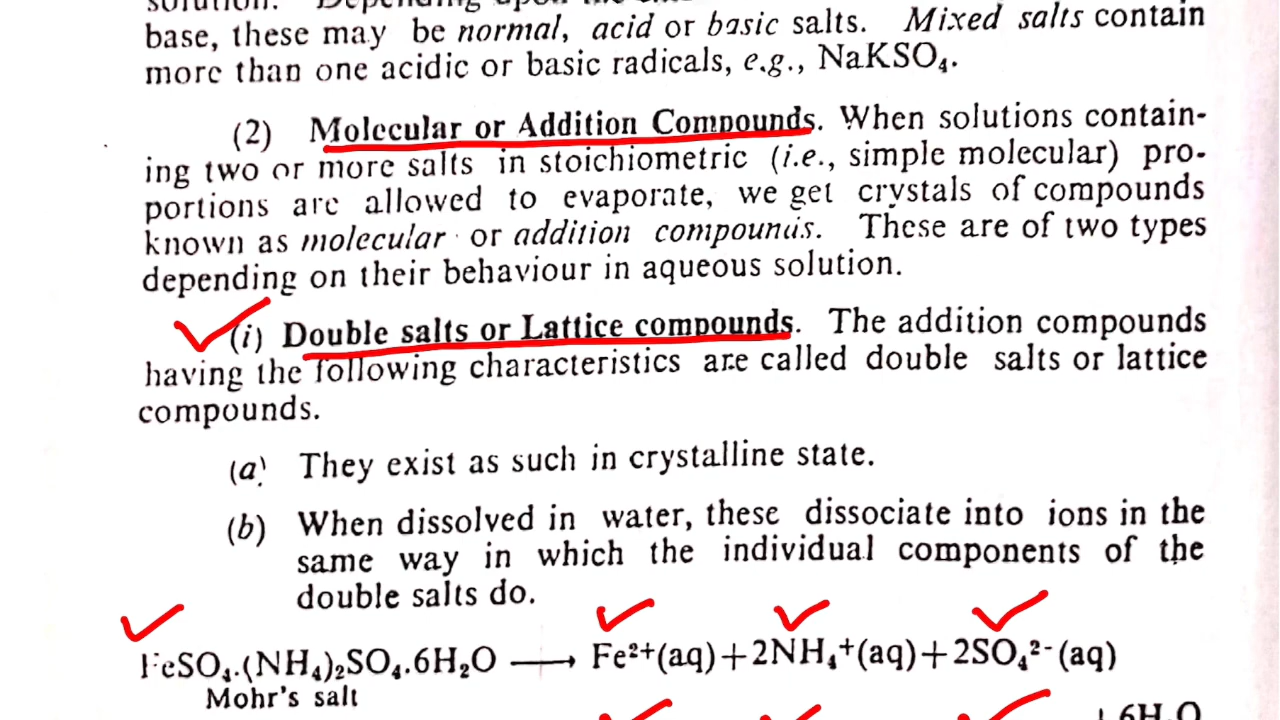 solution. Depending upon the
base, these may be normal, acid or basic salts. Mixed salts contain
more than one acidic or basic radicals, e.g., NaKSO₄.
(2) Molecular or Addition Compounds. When solutions contain-
ing two or more salts in stoichiometric (i.e., simple molecular) pro-
portions are allowed to evaporate, we get crystals of compounds
known as molecular or addition compounds. These are of two types
depending on their behaviour in aqueous solution.
(i) Double salts or Lattice compounds. The addition compounds
having the following characteristics are called double salts or lattice
compounds.
(a) They exist as such in crystalline state.
(b) When dissolved in water, these dissociate into ions in the
same way in which the individual components of the
double salts do.
FeSO₄.(NH₄)₂SO₄.6H₂O ⟶ Fe²⁺(aq)+2NH₄⁺(aq)+2SO₄²⁻(aq)
Mohr's salt
+ 6H₂O